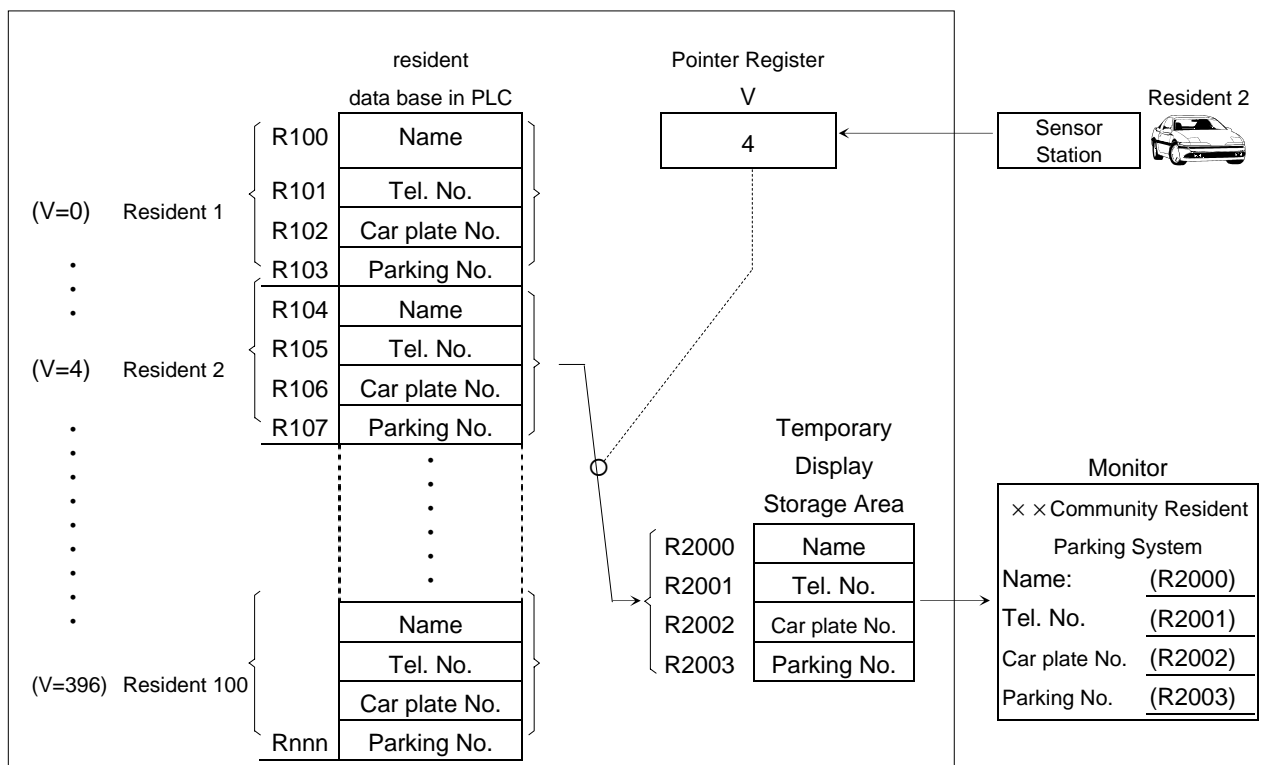 resident
data base in PLC
Pointer Register
V
4
Sensor
Station
Resident 2
(V=0) Resident 1
R100 Name
R101 Tel. No.
R102 Car plate No.
R103 Parking No.
(V=4) Resident 2
R104 Name
R105 Tel. No.
R106 Car plate No.
R107 Parking No.
(V=396) Resident 100
Name
Tel. No.
Car plate No.
Rnnn Parking No.
Temporary
Display
Storage Area
R2000 Name
R2001 Tel. No.
R2002 Car plate No.
R2003 Parking No.
Monitor
××Community Resident
Parking System
Name: (R2000)
Tel. No. (R2001)
Car plate No. (R2002)
Parking No. (R2003)